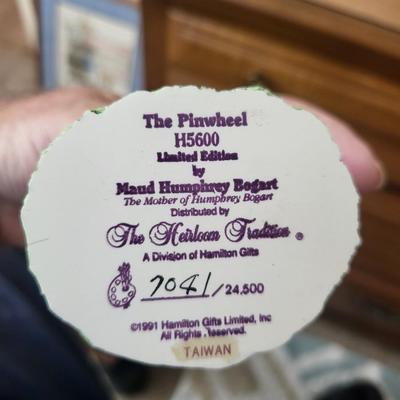 The Pinwheel
H5600
Limited Edition
by
Maud Humphrey Bogart
The Mother of Humphrey Bogart
Distributed by
The Heirloom Tradition ®
A Division of Hamilton Gifts
7041/24,500
©1991 Hamilton Gifts Limited, Inc
All Rights Reserved.
TAIWAN